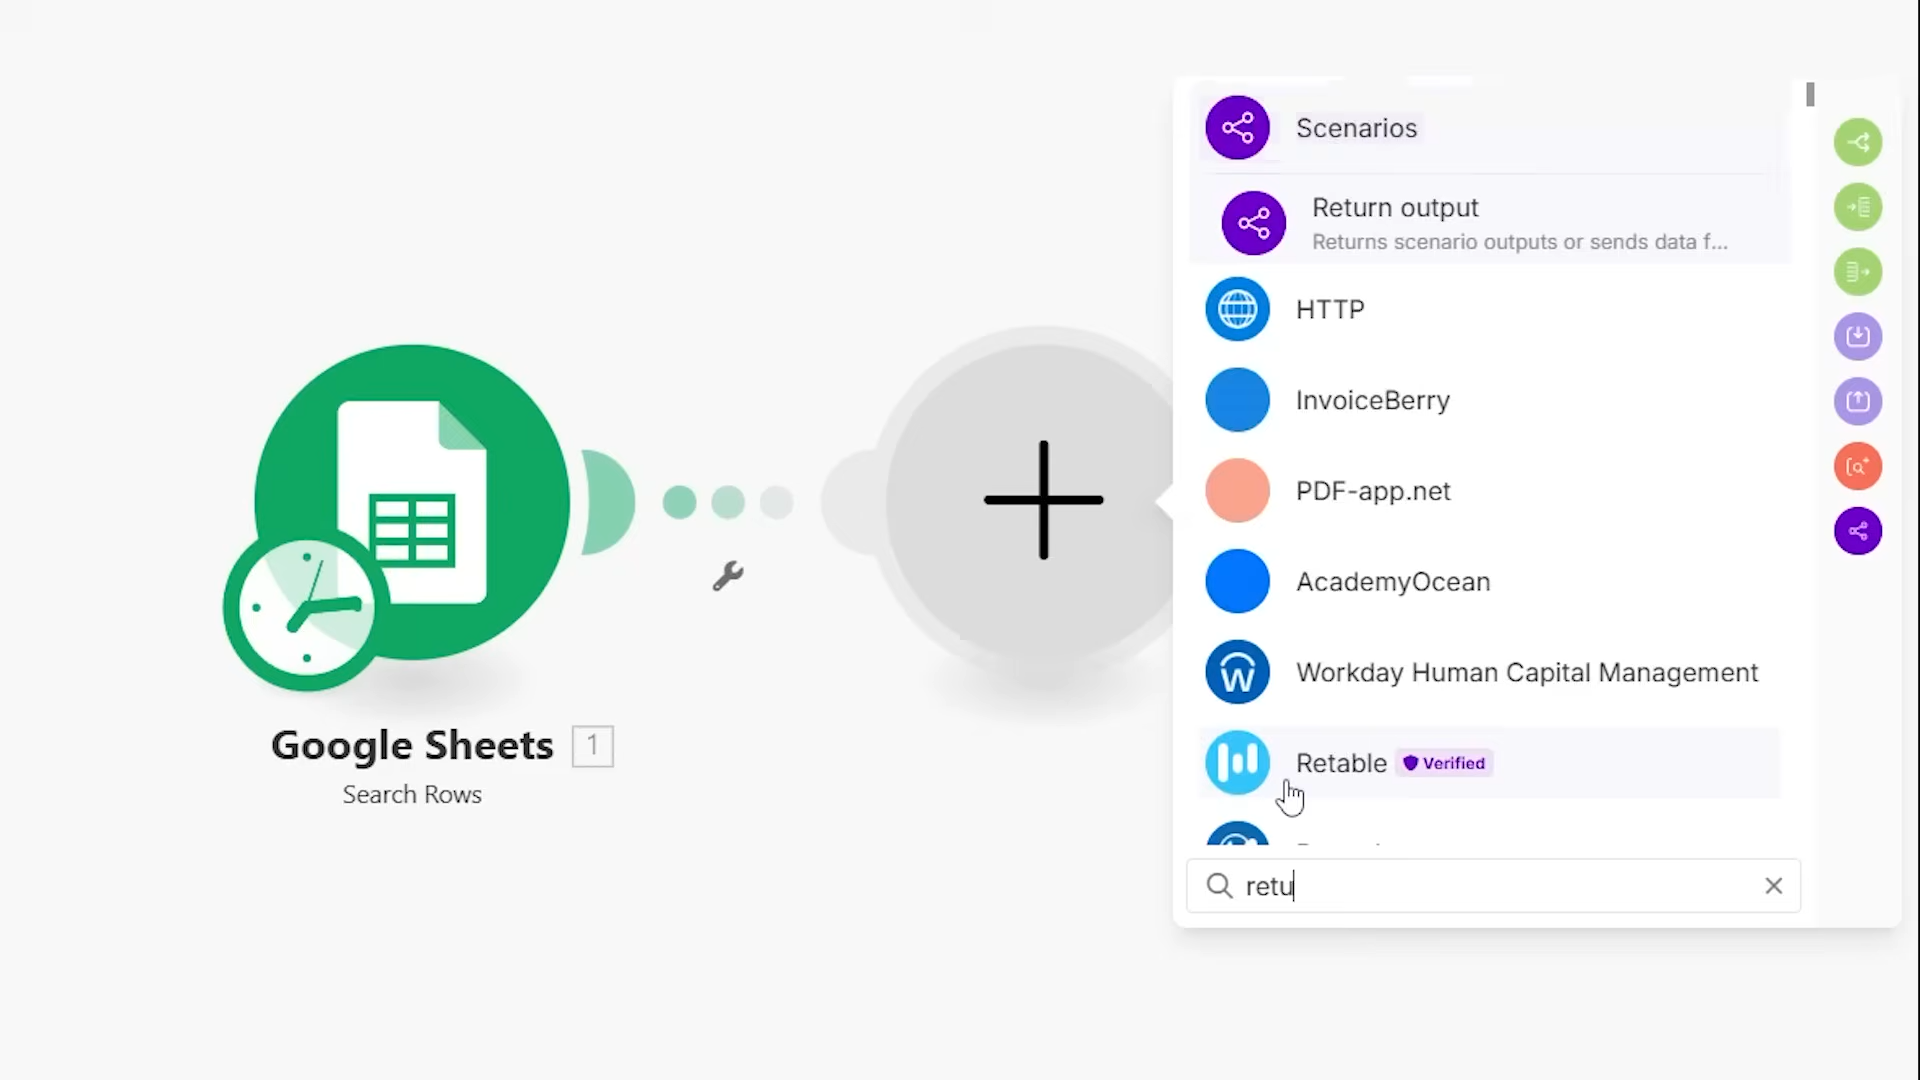 Scenarios
Return output
Returns scenario outputs or sends data f...
HTTP
InvoiceBerry
PDF-app.net
AcademyOcean
Workday Human Capital Management
Retable Verified
retu
Google Sheets 1
Search Rows